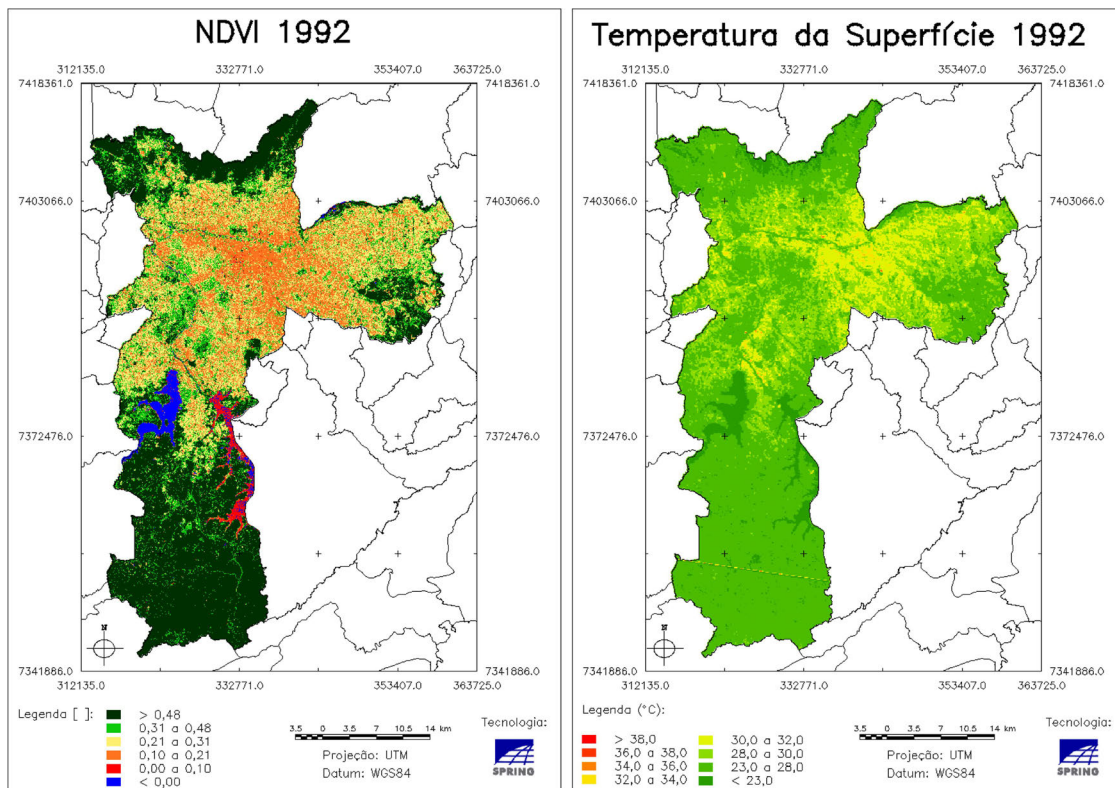 NDVI 1992
312135.0 332771.0 353407.0 363725.0
7418361.0 7418361.0
7403066.0 7403066.0
7372476.0 7372476.0
N
7341886.0 7341886.0
312135.0 332771.0 353407.0 363725.0
Legenda [ ]:
> 0,48
0,31 a 0,48
0,21 a 0,31
0,10 a 0,21
0,00 a 0,10
< 0,00
3.5 0 3.5 7 10.5 14 km
Projeção: UTM
Datum: WGS84
Tecnologia:
SPRING
Temperatura da Superfície 1992
312135.0 332771.0 353407.0 363725.0
7418361.0 7418361.0
7403066.0 7403066.0
7372476.0 7372476.0
N
7341886.0 7341886.0
312135.0 332771.0 353407.0 363725.0
Legenda (°C):
> 38,0
36,0 a 38,0
34,0 a 36,0
32,0 a 34,0
30,0 a 32,0
28,0 a 30,0
23,0 a 28,0
< 23,0
3.5 0 3.5 7 10.5 14 km
Projeção: UTM
Datum: WGS84
Tecnologia:
SPRING